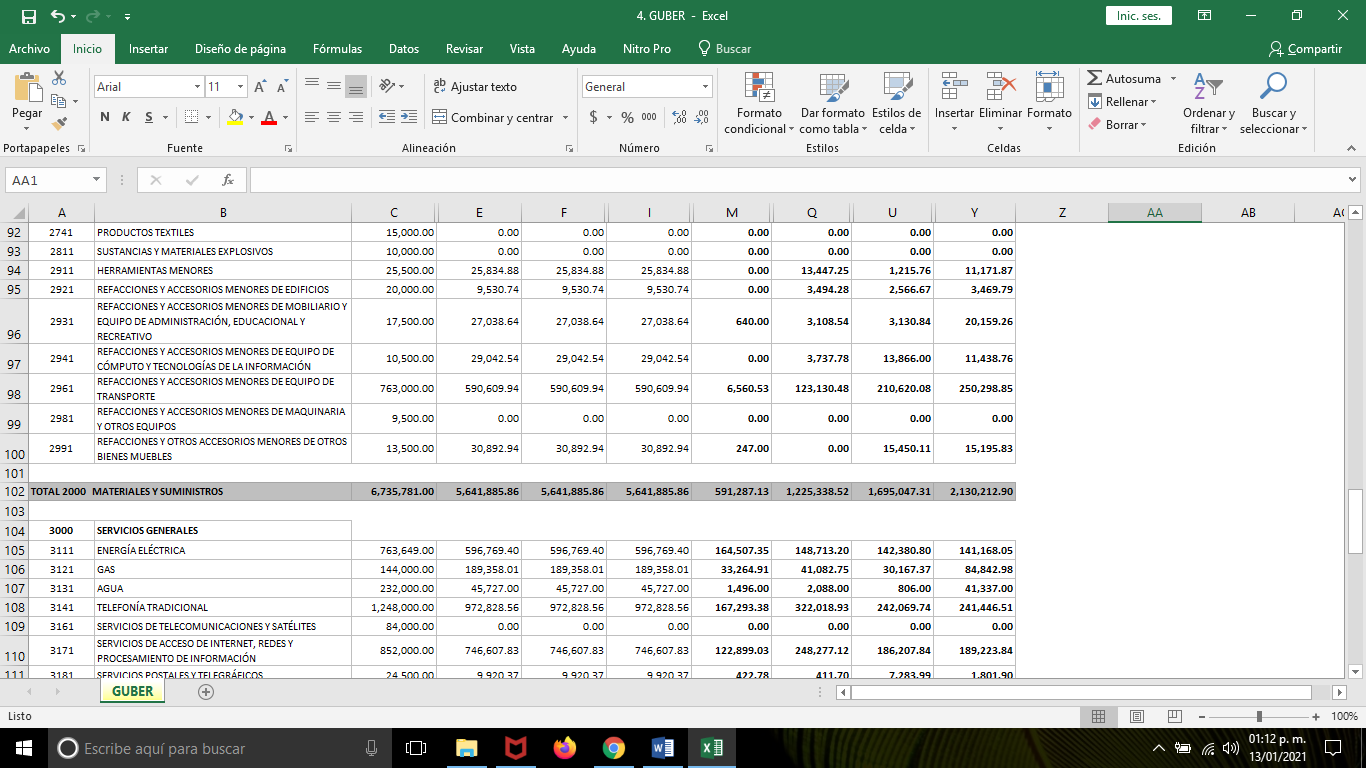 4. GUBER - Excel
Inic. ses.
Archivo Inicio Insertar Diseño de página Fórmulas Datos Revisar Vista Ayuda Nitro Pro Buscar Compartir
Pegar
Arial 11
N K S
Ajustar texto
Combinar y centrar
General
$ % 000
Formato condicional
Dar formato como tabla
Estilos de celda
Insertar Eliminar Formato
Autosuma
Rellenar
Borrar
Ordenar y filtrar
Buscar y seleccionar
Portapapeles Fuente Alineación Número Estilos Celdas Edición
AA1 fx
A B C E F I M Q U Y Z AA AB
92 2741 PRODUCTOS TEXTILES 15,000.00 0.00 0.00 0.00 0.00 0.00 0.00 0.00
93 2811 SUSTANCIAS Y MATERIALES EXPLOSIVOS 10,000.00 0.00 0.00 0.00 0.00 0.00 0.00 0.00
94 2911 HERRAMIENTAS MENORES 25,500.00 25,834.88 25,834.88 25,834.88 0.00 13,447.25 1,215.76 11,171.87
95 2921 REFACCIONES Y ACCESORIOS MENORES DE EDIFICIOS 20,000.00 9,530.74 9,530.74 9,530.74 0.00 3,494.28 2,566.67 3,469.79
REFACCIONES Y ACCESORIOS MENORES DE MOBILIARIO Y
96 2931 EQUIPO DE ADMINISTRACIÓN, EDUCACIONAL Y 17,500.00 27,038.64 27,038.64 27,038.64 640.00 3,108.54 3,130.84 20,159.26
RECREATIVO
97 2941 REFACCIONES Y ACCESORIOS MENORES DE EQUIPO DE
CÓMPUTO Y TECNOLOGÍAS DE LA INFORMACIÓN 10,500.00 29,042.54 29,042.54 29,042.54 0.00 3,737.78 13,866.00 11,438.76
98 2961 REFACCIONES Y ACCESORIOS MENORES DE EQUIPO DE
TRANSPORTE 763,000.00 590,609.94 590,609.94 590,609.94 6,560.53 123,130.48 210,620.08 250,298.85
99 2981 REFACCIONES Y ACCESORIOS MENORES DE MAQUINARIA
Y OTROS EQUIPOS 9,500.00 0.00 0.00 0.00 0.00 0.00 0.00 0.00
100 2991 REFACCIONES Y OTROS ACCESORIOS MENORES DE OTROS
BIENES MUEBLES 13,500.00 30,892.94 30,892.94 30,892.94 247.00 0.00 15,450.11 15,195.83
101
102 TOTAL 2000 MATERIALES Y SUMINISTROS 6,735,781.00 5,641,885.86 5,641,885.86 5,641,885.86 591,287.13 1,225,338.52 1,695,047.31 2,130,212.90
103
104 3000 SERVICIOS GENERALES
105 3111 ENERGÍA ELÉCTRICA 763,649.00 596,769.40 596,769.40 596,769.40 164,507.35 148,713.20 142,380.80 141,168.05
106 3121 GAS 144,000.00 189,358.01 189,358.01 189,358.01 33,264.91 41,082.75 30,167.37 84,842.98
107 3131 AGUA 232,000.00 45,727.00 45,727.00 45,727.00 1,496.00 2,088.00 806.00 41,337.00
108 3141 TELEFONÍA TRADICIONAL 1,248,000.00 972,828.56 972,828.56 972,828.56 167,293.38 322,018.93 242,069.74 241,446.51
109 3161 SERVICIOS DE TELECOMUNICACIONES Y SATÉLITES 84,000.00 0.00 0.00 0.00 0.00 0.00 0.00 0.00
110 3171 SERVICIOS DE ACCESO DE INTERNET, REDES Y
PROCESAMIENTO DE INFORMACIÓN 852,000.00 746,607.83 746,607.83 746,607.83 122,899.03 248,277.12 186,207.84 189,223.84
111 3181 SERVICIOS POSTALES Y TELEGRÁFICOS 24,500.00 9,920.37 9,920.37 9,920.37 422.78 411.70 7,283.99 1,801.90
GUBER
Listo 100%
Escribe aquí para buscar
01:12 p. m.
13/01/2021